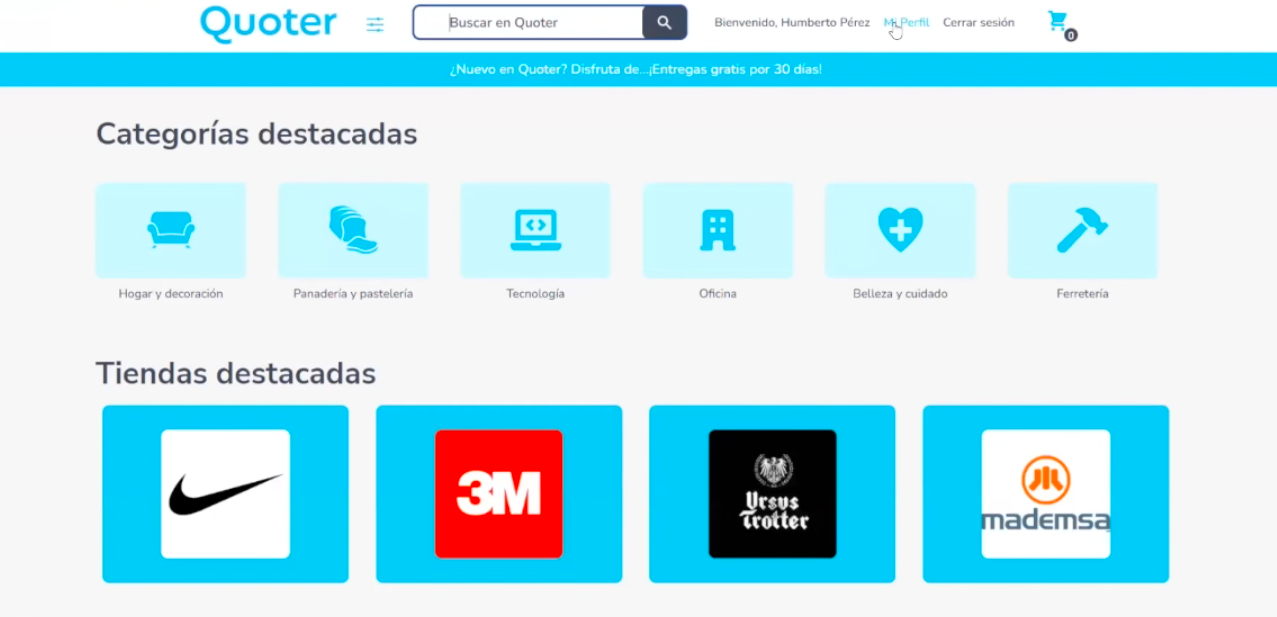 Quoter
Buscar en Quoter
Bienvenido, Humberto Pérez
Mi Perfil
Cerrar sesión
0
¿Nuevo en Quoter? Disfruta de...¡Entregas gratis por 30 días!
Categorías destacadas
Hogar y decoración
Panadería y pastelería
Tecnología
Oficina
Belleza y cuidado
Ferretería
Tiendas destacadas
3M
Ursus
Trotter
mademsa